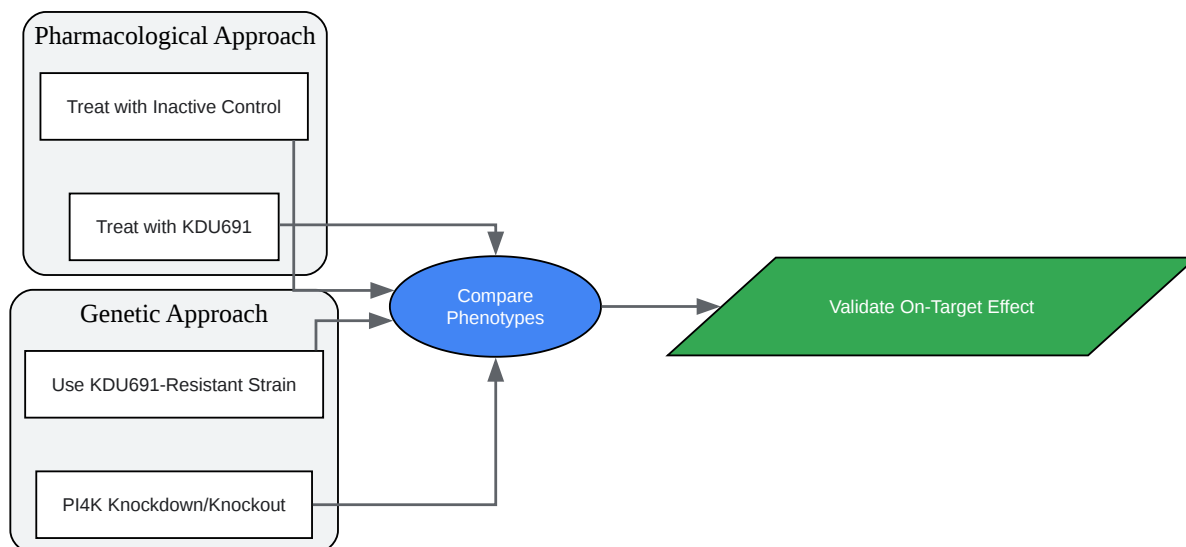 Pharmacological Approach
Treat with Inactive Control
Treat with KDU691
Genetic Approach
Use KDU691-Resistant Strain
PI4K Knockdown/Knockout
Compare
Phenotypes
Validate On-Target Effect